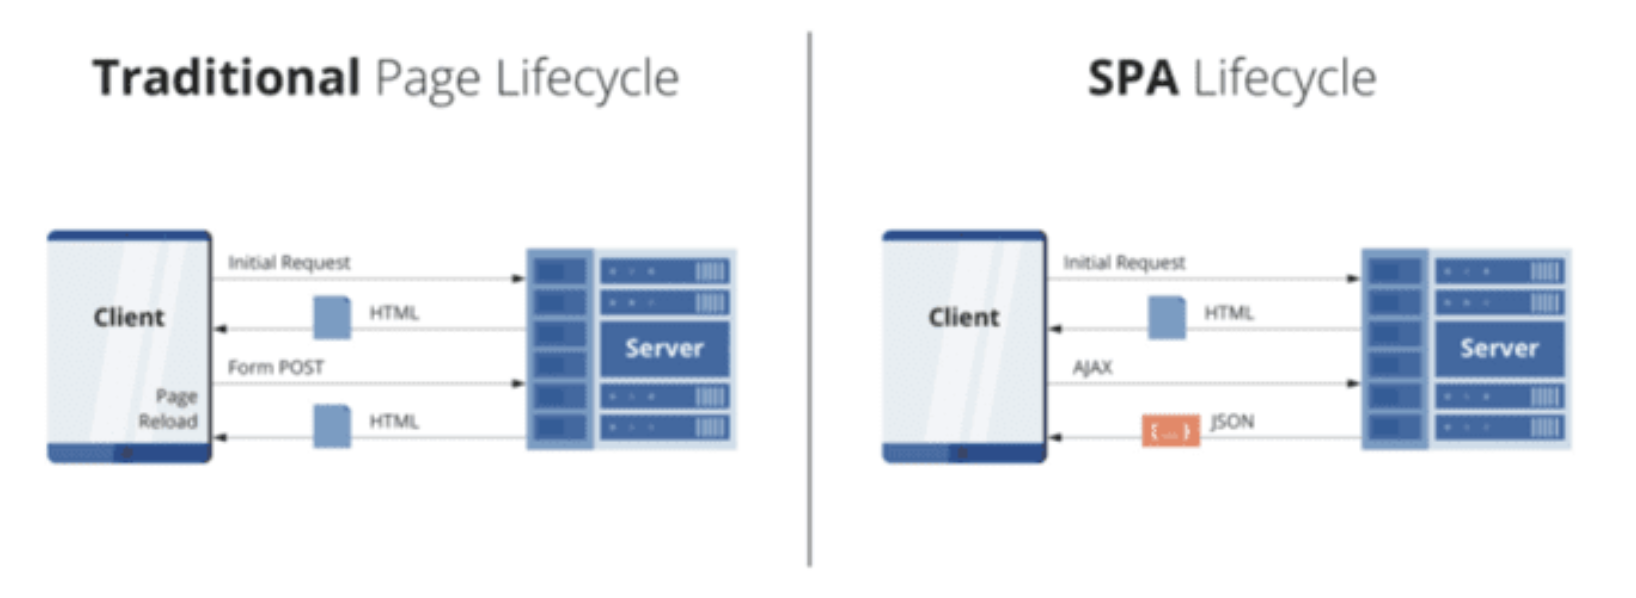 Traditional Page Lifecycle
Client
Initial Request
HTML
Form POST
Page
Reload
HTML
Server
SPA Lifecycle
Client
Initial Request
HTML
AJAX
{...} JSON
Server